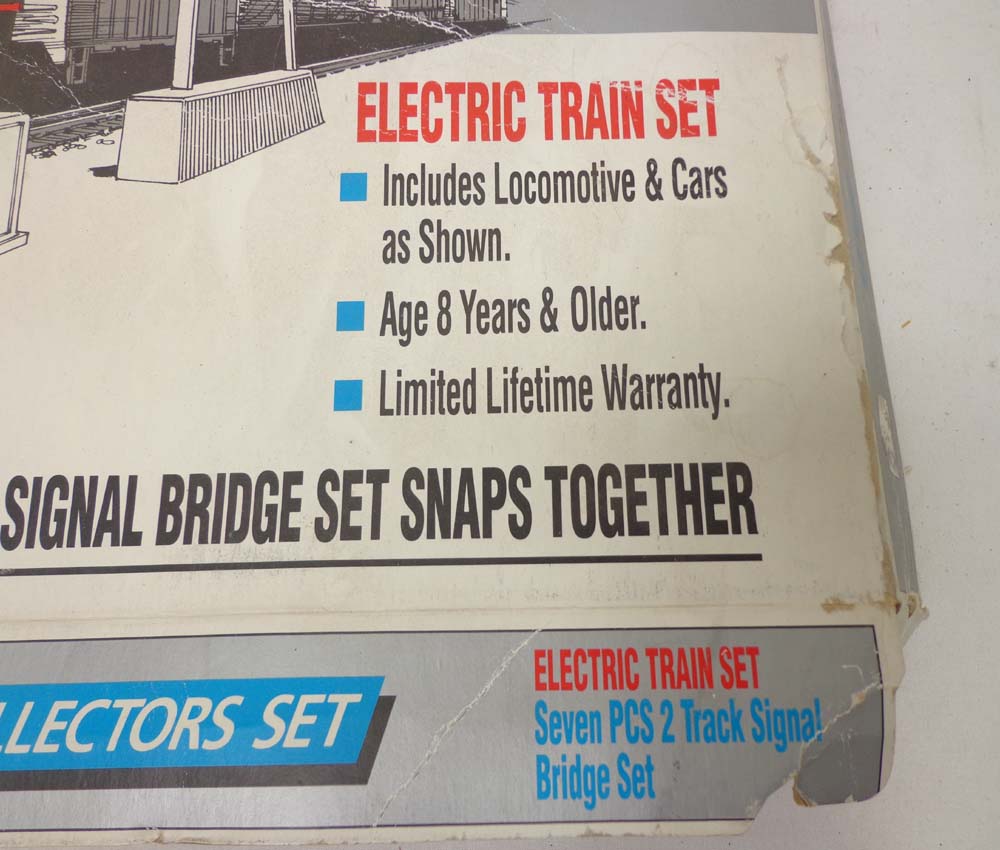 ELECTRIC TRAIN SET
Includes Locomotive & Cars
as Shown.
Age 8 Years & Older.
Limited Lifetime Warranty.
SIGNAL BRIDGE SET SNAPS TOGETHER
LLECTORS SET
ELECTRIC TRAIN SET
Seven PCS 2 Track Signal
Bridge Set